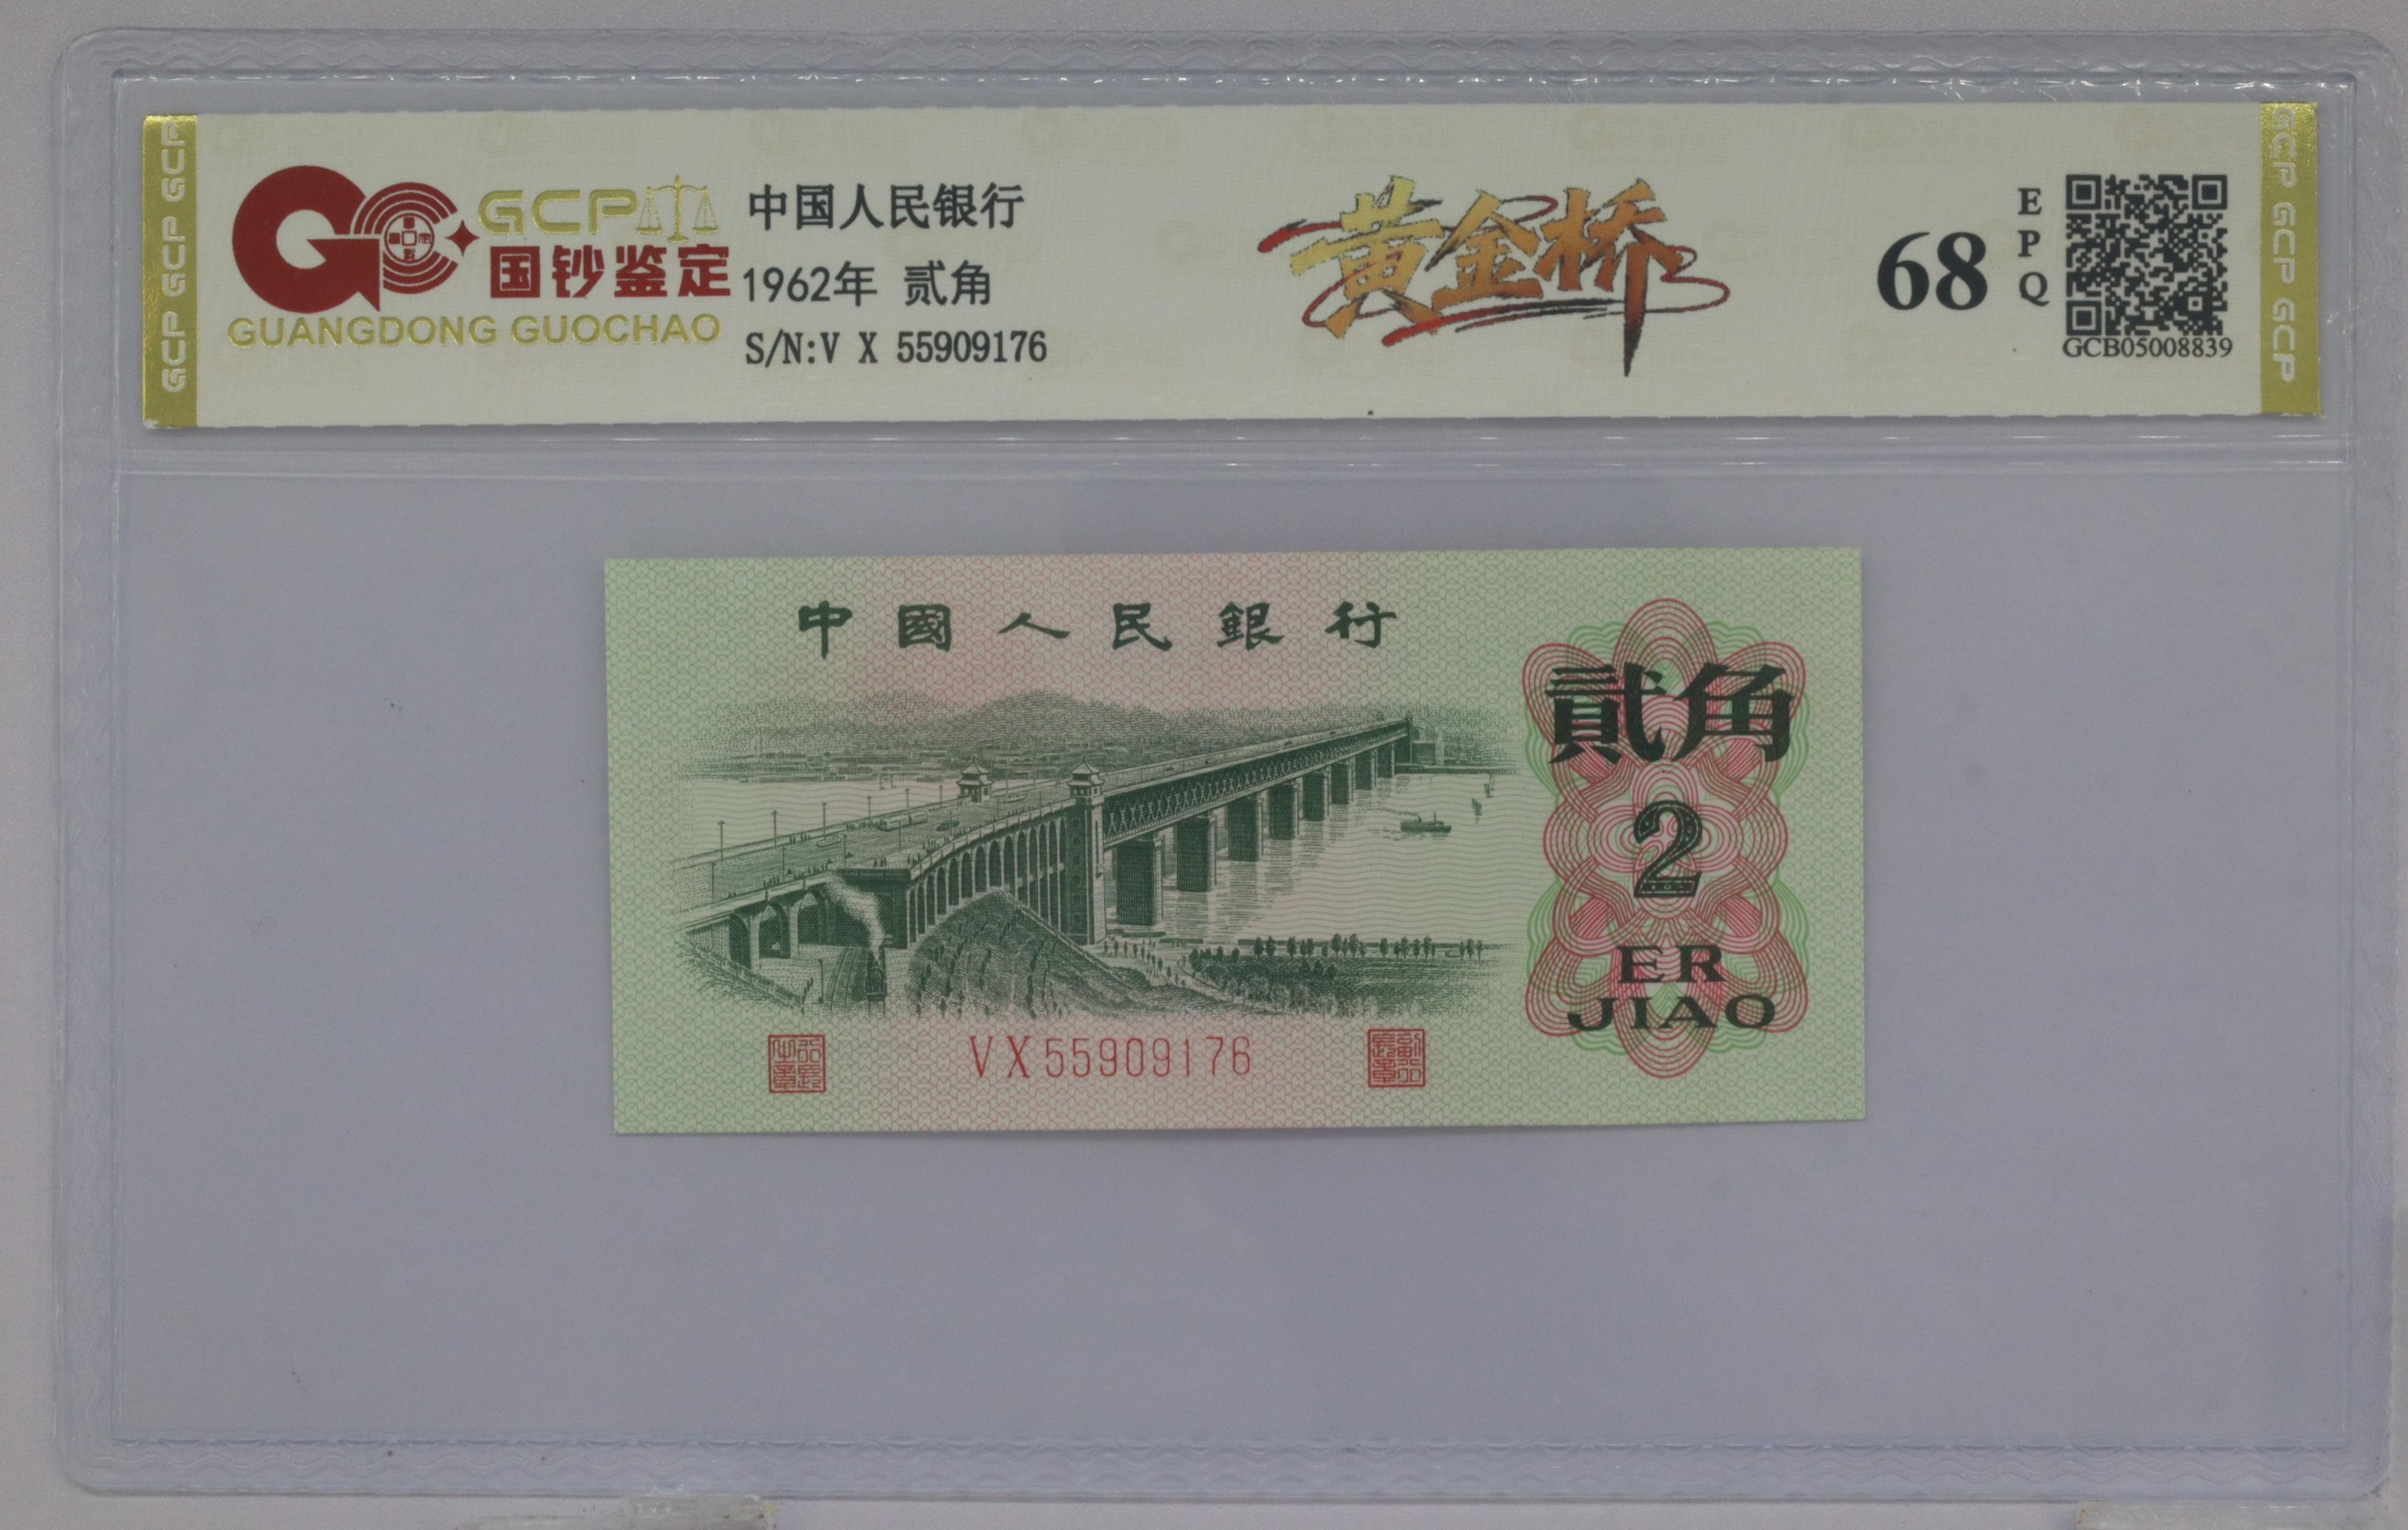 GCP GCP GCP
GCP
国钞鉴定
GUANGDONG GUOCHAO
中国人民银行
1962年 贰角
S/N:V X 55909176
黄金桥
68
EPQ
GCB05008839
GCP GCP GCP
中國人民銀行
貳角
2
ER
JIAO
VX55909176